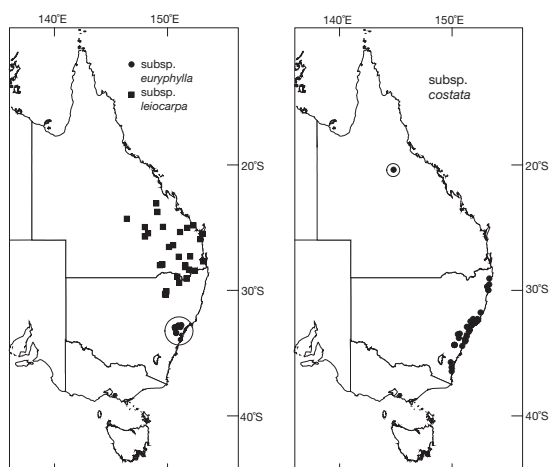 140°E 150°E
subsp.
euryphylla
subsp.
leiocarpa
20°S
30°S
40°S
140°E 150°E
subsp.
costata
20°S
30°S
40°S